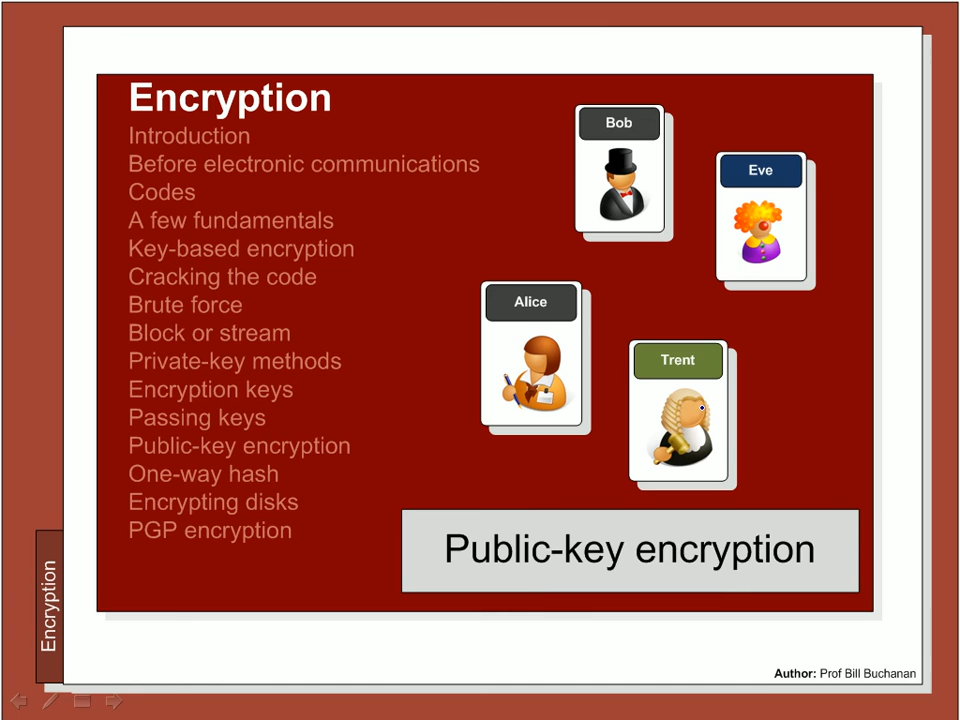 Encryption
Introduction
Before electronic communications
Codes
A few fundamentals
Key-based encryption
Cracking the code
Brute force
Block or stream
Private-key methods
Encryption keys
Passing keys
Public-key encryption
One-way hash
Encrypting disks
PGP encryption
Bob
Eve
Alice
Trent
Public-key encryption
Encryption
Author: Prof Bill Buchanan